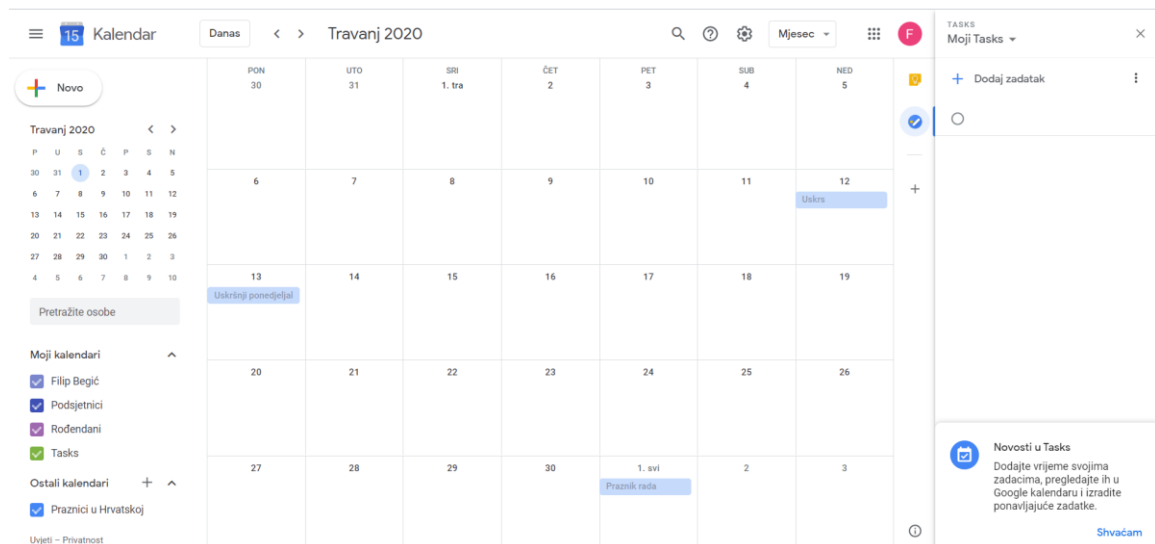 15 Kalendar
Danas
Travanj 2020
Mjesec
F
TASKS
Moji Tasks
Novo
Travanj 2020
P U S Č P S N
30 31 1 2 3 4 5
6 7 8 9 10 11 12
13 14 15 16 17 18 19
20 21 22 23 24 25 26
27 28 29 30 1 2 3
4 5 6 7 8 9 10
Pretražite osobe
Moji kalendari
Filip Begić
Podsjetnici
Rođendani
Tasks
Ostali kalendari
Praznici u Hrvatskoj
Uvjeti – Privatnost
PON UTO SRI ČET PET SUB NED
30 31 1. tra 2 3 4 5
6 7 8 9 10 11 12
Uskrs
13 14 15 16 17 18 19
Uskršnji ponedjeljal
20 21 22 23 24 25 26
27 28 29 30 1. svi 2 3
Praznik rada
Dodaj zadatak
Novosti u Tasks
Dodajte vrijeme svojima
zadacima, pregledajte ih u
Google kalendaru i izradite
ponavljajuće zadatke.
Shvaćam